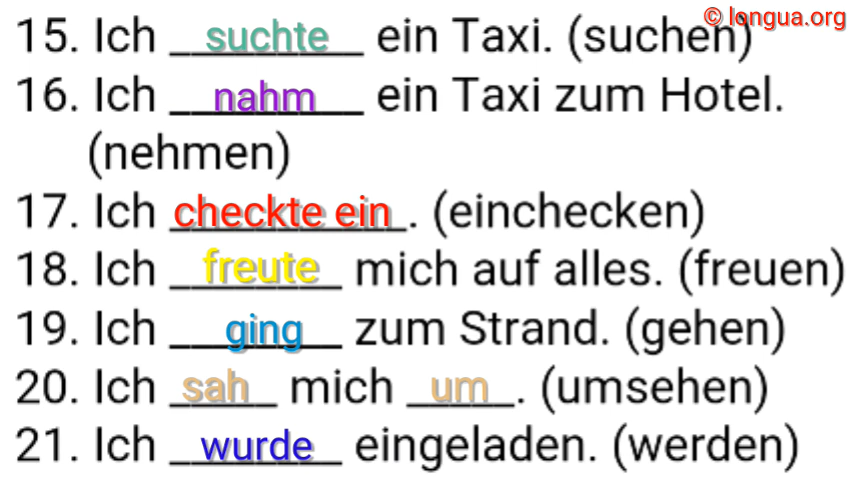 © longua.org
15. Ich suchte ein Taxi. (suchen)
16. Ich nahm ein Taxi zum Hotel.
(nehmen)
17. Ich checkte ein. (einchecken)
18. Ich freute mich auf alles. (freuen)
19. Ich ging zum Strand. (gehen)
20. Ich sah mich um. (umsehen)
21. Ich wurde eingeladen. (werden)